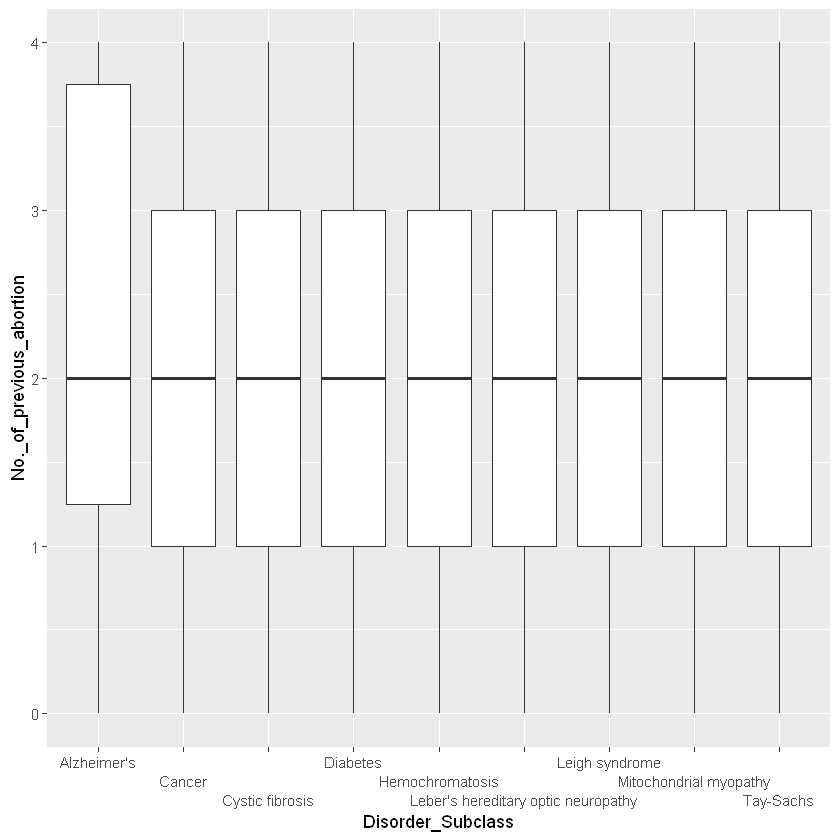 4
3
2
1
0
No._of_previous_abortion
Alzheimer's
Diabetes
Leigh syndrome
Cancer
Hemochromatosis
Mitochondrial myopathy
Cystic fibrosis
Leber's hereditary optic neuropathy
Tay-Sachs
Disorder_Subclass